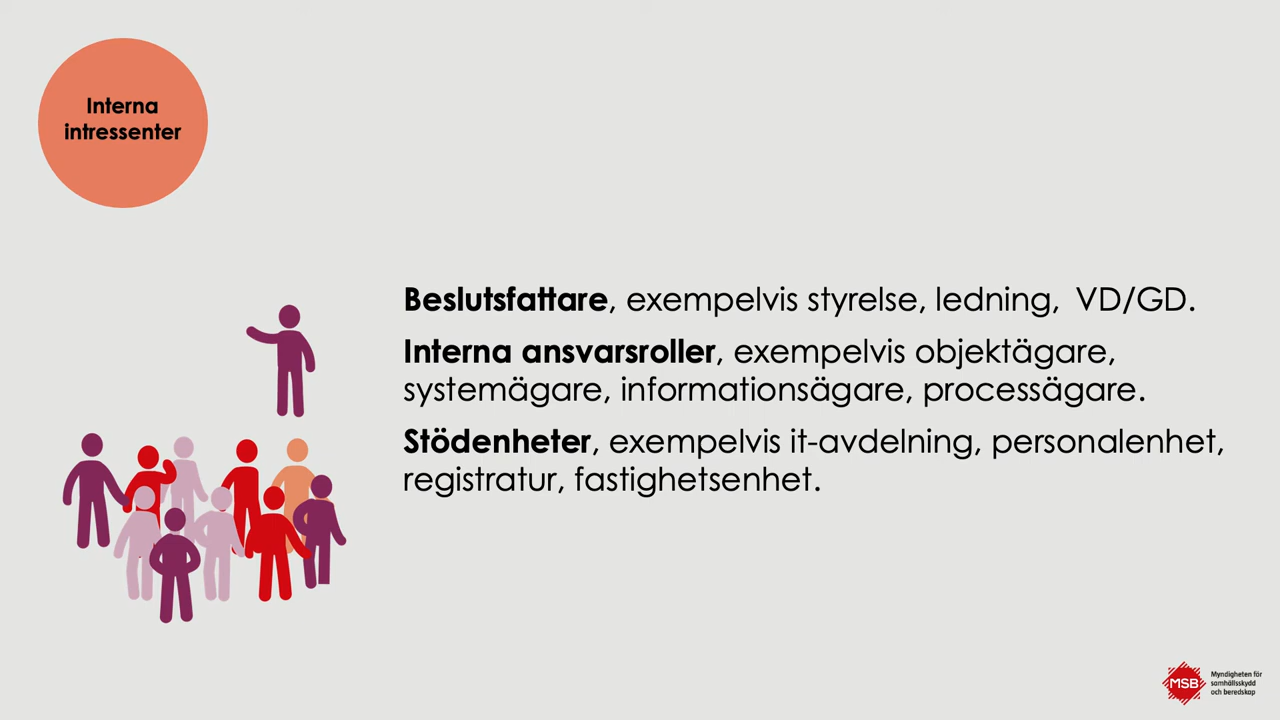 Interna
intressenter
Beslutsfattare, exempelvis styrelse, ledning, VD/GD.
Interna ansvarsroller, exempelvis objektägare,
systemägare, informationsägare, processägare.
Stödenheter, exempelvis it-avdelning, personalenhet,
registratur, fastighetsenhet.
MSB
Myndigheten för
samhällsskydd
och beredskap